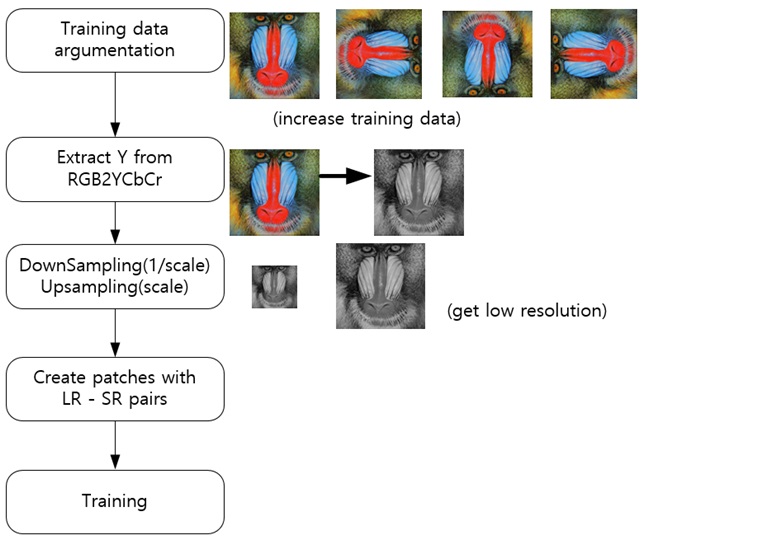 Training data
argumentation
(increase training data)
Extract Y from
RGB2YCbCr
DownSampling(1/scale)
Upsampling(scale)
(get low resolution)
Create patches with
LR - SR pairs
Training